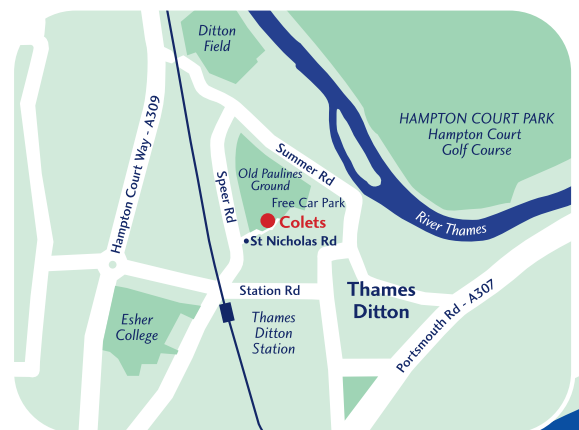 Ditton
Field
HAMPTON COURT PARK
Hampton Court
Golf Course
Hampton Court Way - A309
Summer Rd
Old Paulines
Ground
Speer Rd
Free Car Park
Colets
St Nicholas Rd
River Thames
Station Rd
Thames
Ditton
Esher
College
Thames
Ditton
Station
Portsmouth Rd - A307